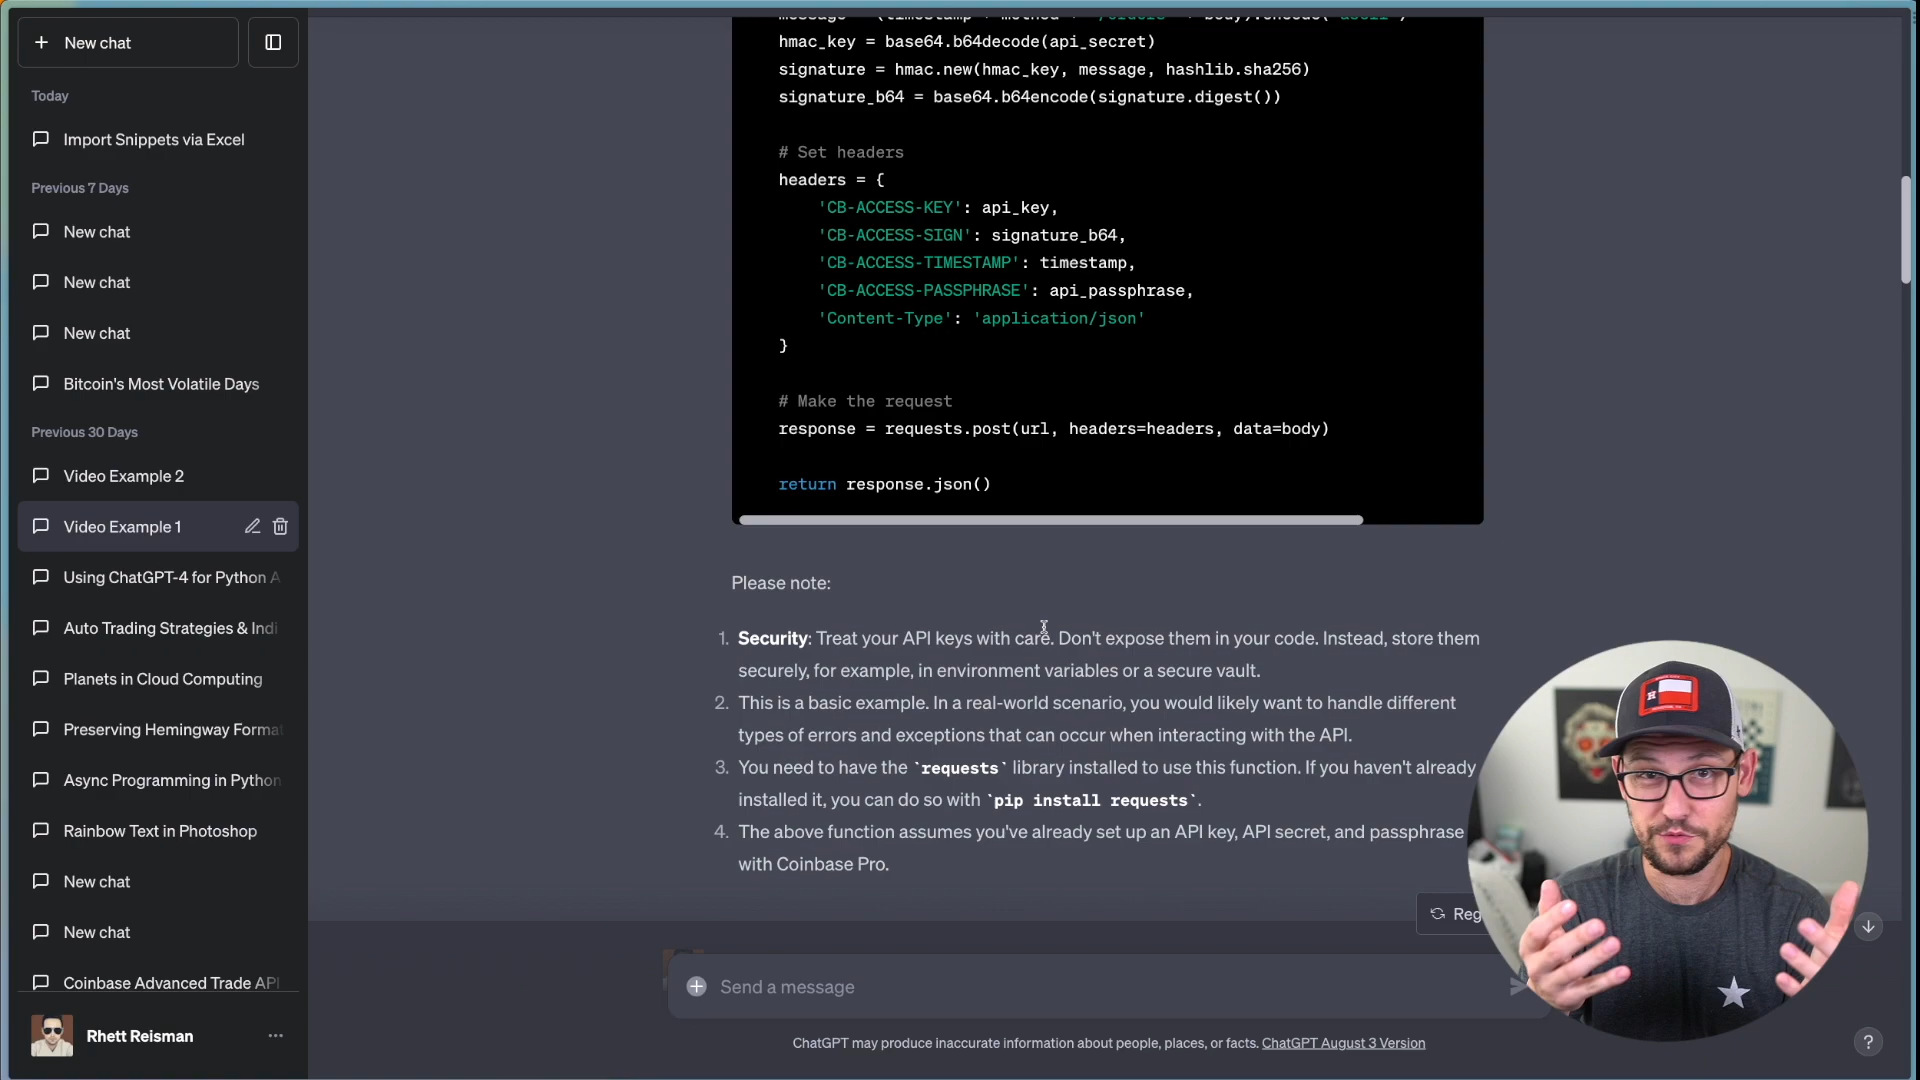 New chat
Today
Import Snippets via Excel
Previous 7 Days
New chat
New chat
New chat
Bitcoin's Most Volatile Days
Previous 30 Days
Video Example 2
Video Example 1
Using ChatGPT-4 for Python A
Auto Trading Strategies & Indi
Planets in Cloud Computing
Preserving Hemingway Format
Async Programming in Python
Rainbow Text in Photoshop
New chat
New chat
Coinbase Advanced Trade API
Rhett Reisman
hmac_key = base64.b64decode(api_secret)
signature = hmac.new(hmac_key, message, hashlib.sha256)
signature_b64 = base64.b64encode(signature.digest())
# Set headers
headers = {
'CB-ACCESS-KEY': api_key,
'CB-ACCESS-SIGN': signature_b64,
'CB-ACCESS-TIMESTAMP': timestamp,
'CB-ACCESS-PASSPHRASE': api_passphrase,
'Content-Type': 'application/json'
}
# Make the request
response = requests.post(url, headers=headers, data=body)
return response.json()
Please note:
1. Security: Treat your API keys with care. Don't expose them in your code. Instead, store them
securely, for example, in environment variables or a secure vault.
2. This is a basic example. In a real-world scenario, you would likely want to handle different
types of errors and exceptions that can occur when interacting with the API.
3. You need to have the `requests` library installed to use this function. If you haven't already
installed it, you can do so with `pip install requests`.
4. The above function assumes you've already set up an API key, API secret, and passphrase
with Coinbase Pro.
Reg
Send a message
ChatGPT may produce inaccurate information about people, places, or facts. ChatGPT August 3 Version
?